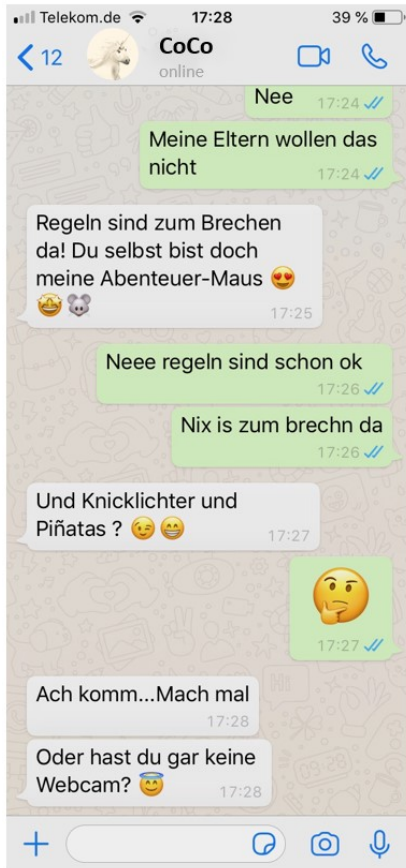 Telekom.de 17:28 39 %
12 CoCo
online
Nee 17:24
Meine Eltern wollen das
nicht 17:24
Regeln sind zum Brechen
da! Du selbst bist doch
meine Abenteuer-Maus 😍
🤩🐭 17:25
Neee regeln sind schon ok
17:26
Nix is zum brechn da
17:26
Und Knicklichter und
Piñatas ? 😉😁 17:27
🤔
17:27
Ach komm...Mach mal
17:28
Oder hast du gar keine
Webcam? 😇 17:28